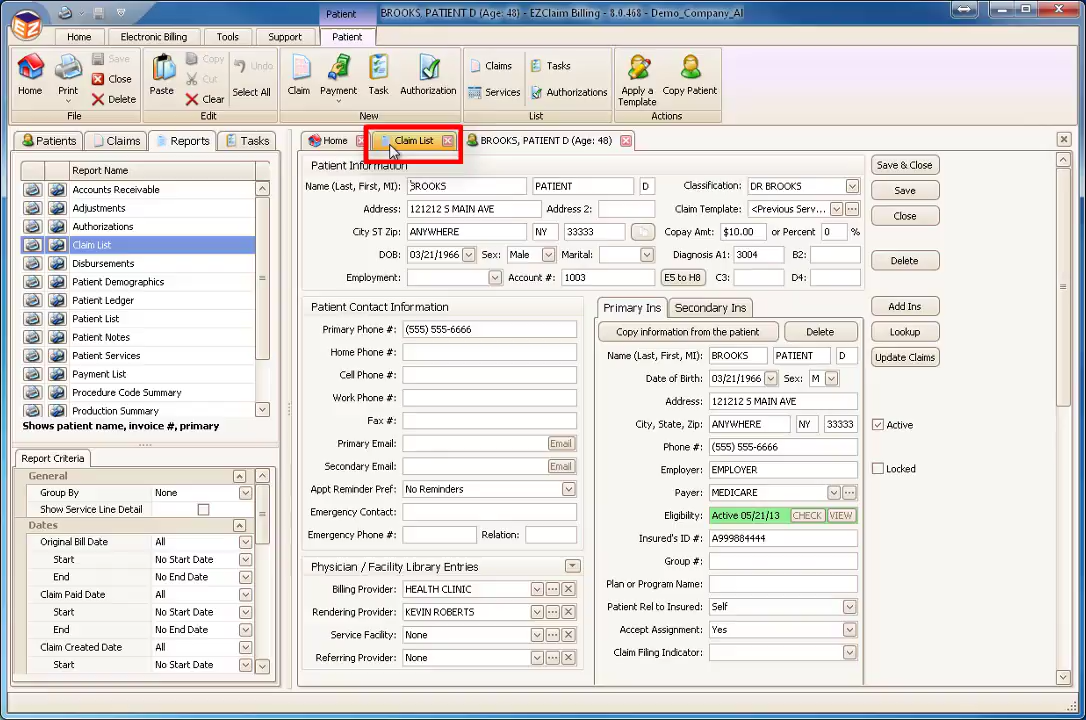 Patient
BROOKS, PATIENT D (Age: 48) - EZClaim Billing - 8.0.468 - Demo_Company_AI
EZ
Home Electronic Billing Tools Support Patient
Home Print Save Close Delete
File
Paste Copy Cut Clear Undo Select All
Edit
Claim Payment Task Authorization
New
Claims Tasks
Services Authorizations
List
Apply a Template Copy Patient
Actions
Patients Claims Reports Tasks
Home Claim List BROOKS, PATIENT D (Age: 48)
Report Name
Accounts Receivable
Adjustments
Authorizations
Claim List
Disbursements
Patient Demographics
Patient Ledger
Patient List
Patient Notes
Patient Services
Payment List
Procedure Code Summary
Production Summary
Shows patient name, invoice #, primary
Report Criteria
General
Group By None
Show Service Line Detail
Dates
Original Bill Date All
Start No Start Date
End No End Date
Claim Paid Date All
Start No Start Date
End No End Date
Claim Created Date All
Start No Start Date
Patient Information
Name (Last, First, MI): BROOKS PATIENT D Classification: DR BROOKS
Address: 121212 S MAIN AVE Address 2: Claim Template: <Previous Serv...
City ST Zip: ANYWHERE NY 33333 Copay Amt: $10.00 or Percent 0 %
DOB: 03/21/1966 Sex: Male Marital: Diagnosis A1: 3004 B2:
Employment: Account #: 1003 E5 to H8 C3: D4:
Patient Contact Information
Primary Phone #: (555) 555-6666
Home Phone #:
Cell Phone #:
Work Phone #:
Fax #:
Primary Email: Email
Secondary Email: Email
Appt Reminder Pref: No Reminders
Emergency Contact:
Emergency Phone #: Relation:
Physician / Facility Library Entries
Billing Provider: HEALTH CLINIC
Rendering Provider: KEVIN ROBERTS
Service Facility: None
Referring Provider: None
Primary Ins Secondary Ins
Copy information from the patient Delete
Name (Last, First, MI): BROOKS PATIENT D
Date of Birth: 03/21/1966 Sex: M
Address: 121212 S MAIN AVE
City, State, Zip: ANYWHERE NY 33333
Phone #: (555) 555-6666
Employer: EMPLOYER
Payer: MEDICARE
Eligibility: Active 05/21/13 CHECK VIEW
Insured's ID #: A999884444
Group #:
Plan or Program Name:
Patient Rel to Insured: Self
Accept Assignment: Yes
Claim Filing Indicator:
Save & Close
Save
Close
Delete
Add Ins
Lookup
Update Claims
Active
Locked